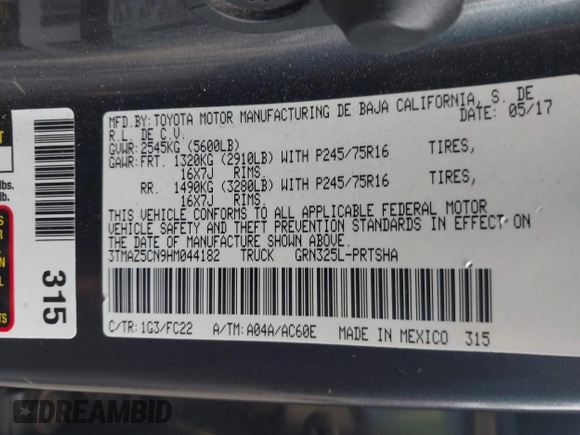 MFD.BY: TOYOTA MOTOR MANUFACTURING DE BAJA CALIFORNIA, S. DE
R.L. DE C.V. DATE: 05/17
GVWR: 2545KG (5600LB)
GAWR: FRT. 1320KG (2910LB) WITH P245/75R16 TIRES,
16X7J RIMS.
RR. 1490KG (3280LB) WITH P245/75R16 TIRES,
16X7J RIMS.
THIS VEHICLE CONFORMS TO ALL APPLICABLE FEDERAL MOTOR
VEHICLE SAFETY AND THEFT PREVENTION STANDARDS IN EFFECT ON
THE DATE OF MANUFACTURE SHOWN ABOVE.
3TMAZ5CN9HM044182 TRUCK GRN325L-PRTSHA
C/TR: 1G3/FC22 A/TM: A04A/AC60E MADE IN MEXICO 315
315
lbs.
lb.
DREAMBID